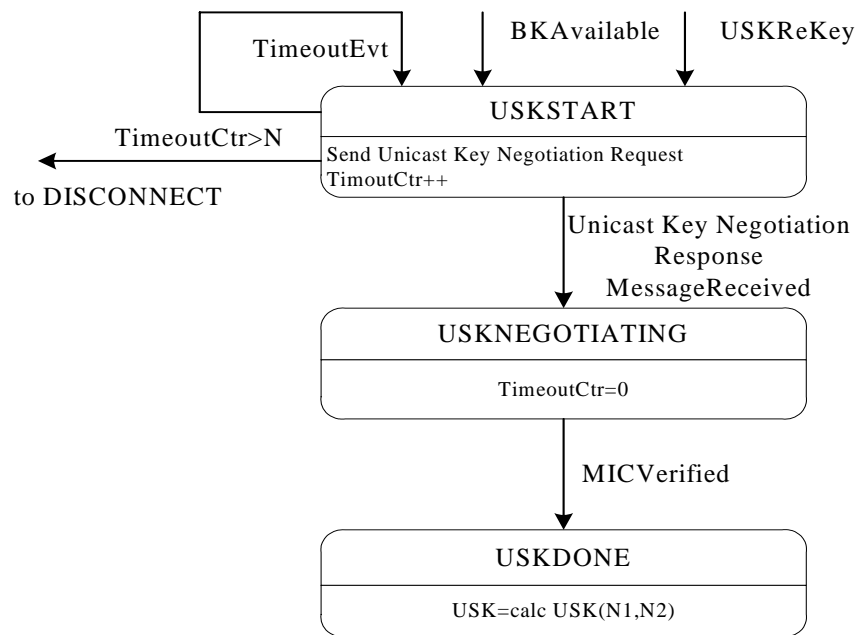 TimeoutEvt
BKAvailable
USKReKey
USKSTART
TimeoutCtr>N
Send Unicast Key Negotiation Request
TimoutCtr++
to DISCONNECT
Unicast Key Negotiation
Response
MessageReceived
USKNEGOTIATING
TimeoutCtr=0
MICVerified
USKDONE
USK=calc USK(N1,N2)